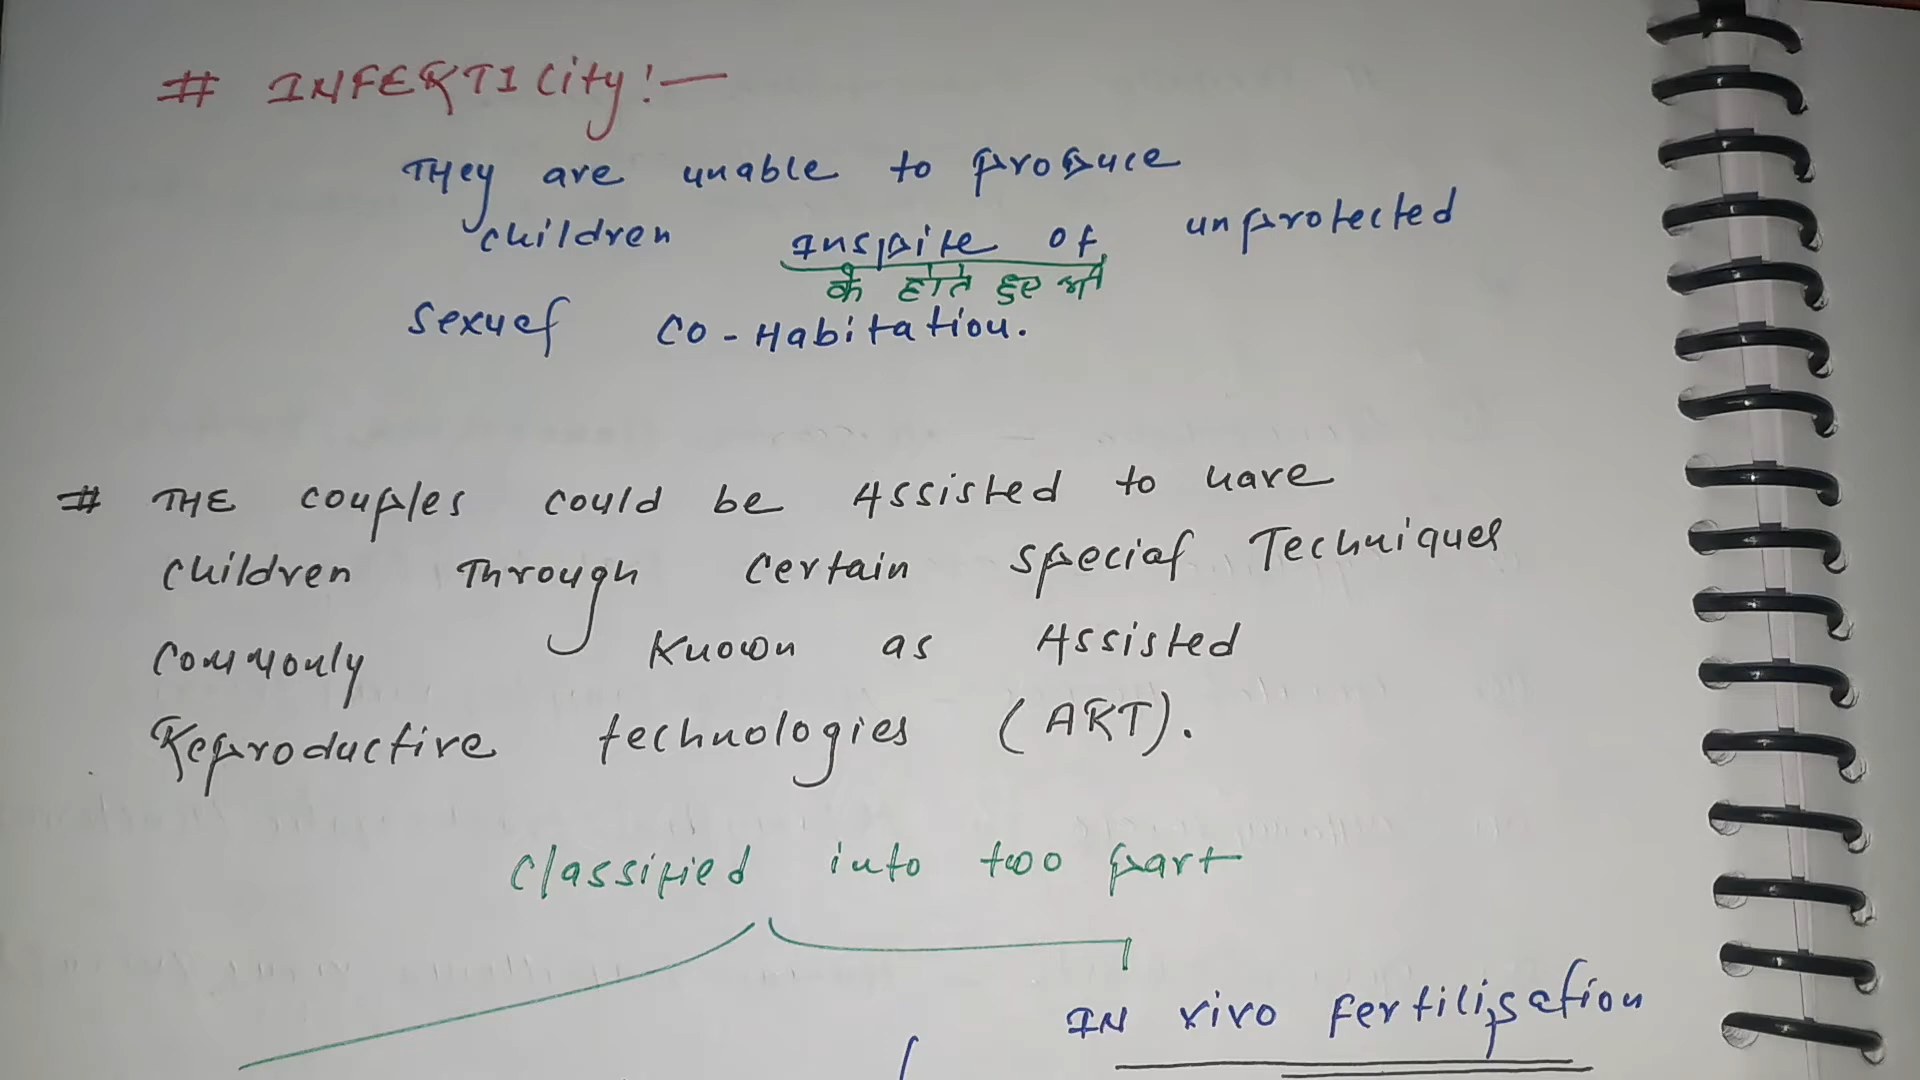 # INFERTIlity:-
THey are unable to produce
children Inspite of unprotected
के होते हुए भी
sexual co-Habitation.
# THE couples could be Assisted to have
children Through certain special Techniques
commonly known as Assisted
Reproductive technologies (ART).
classified into two part
IN vivo fertilisation